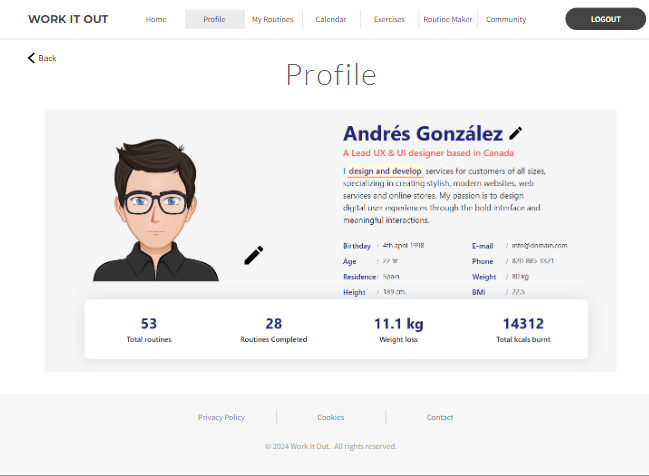 WORK IT OUT
Home
Profile
My Routines
Calendar
Exercises
Routine Maker
Community
LOGOUT
Back
Profile
Andrés González
A Lead UX & UI designer based in Canada
I design and develop services for customers of all sizes,
specializing in creating stylish, modern websites, web
services and online stores. My passion is to design
digital user experiences through the bold interface and
meaningful interactions.
Birthday / 4th april 1998
E-mail / info@domain.com
Age / 22 Yr
Phone / 820-885-3321
Residence / Spain
Weight / 80 kg
Height / 189 cm.
BMI / 22.5
53
28
11.1 kg
14312
Total routines
Routines Completed
Weight loss
Total kcals burnt
Privacy Policy
Cookies
Contact
© 2024 Work It Out. All rights reserved.